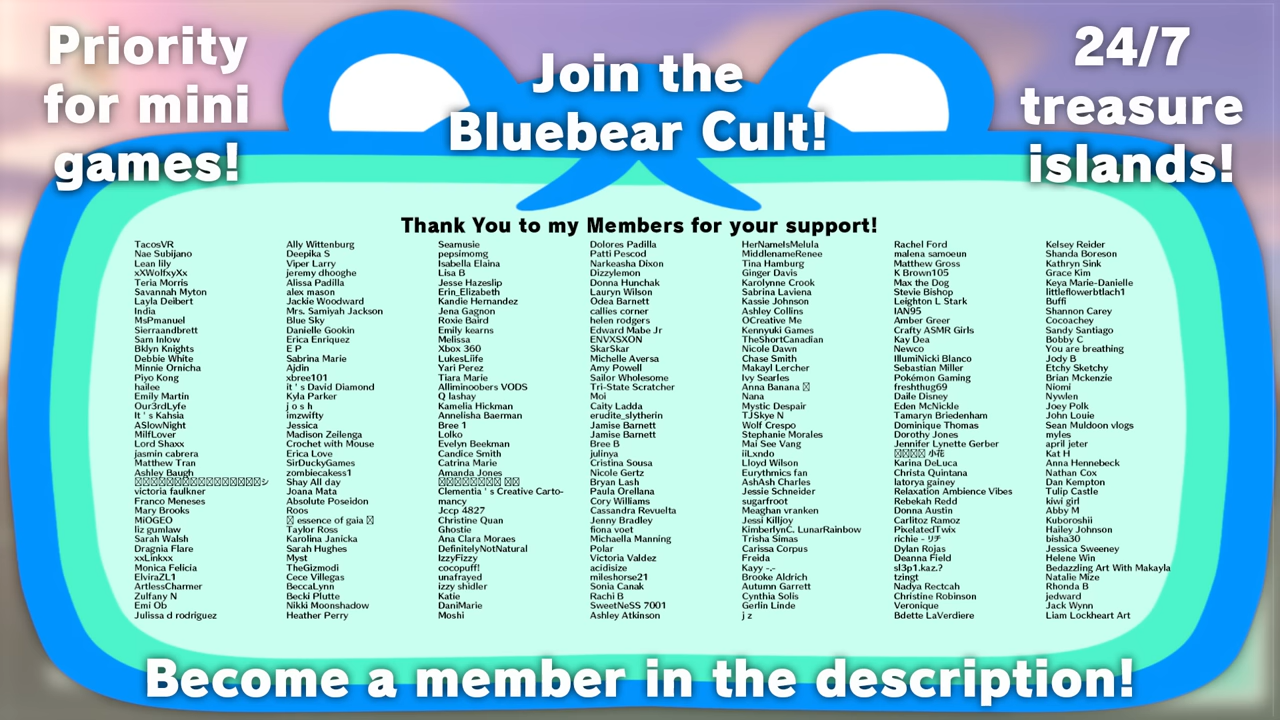 Priority
for mini
games!
Join the
Bluebear Cult!
24/7
treasure
islands!
Thank You to my Members for your support!
TacosVR
Nae Subijano
Lean lily
xXWolfxyXx
Teria Morris
Savannah Myton
Layla Deibert
India
MsPmanuel
Sierraandbrett
Sam Inlow
Bklyn Knights
Debbie White
Minnie Ornicha
Piyo Kong
hailee
Emily Martin
Our3rdLyfe
It ' s Kahsia
ASlowNight
MilfLover
Lord Shaxx
jasmin cabrera
Matthew Tran
Ashley Baugh
シ
victoria faulkner
Franco Meneses
Mary Brooks
MiOGEO
liz gumlaw
Sarah Walsh
Dragnia Flare
xxLinkxx
Monica Felicia
ElviraZL1
ArtlessCharmer
Zulfany N
Emi Ob
Julissa d rodriguez
Ally Wittenburg
Deepika S
Viper Larry
jeremy dhooghe
Alissa Padilla
alex mason
Jackie Woodward
Mrs. Samiyah Jackson
Blue Sky
Danielle Gookin
Erica Enriquez
E P
Sabrina Marie
Ajdin
xbree101
it ' s David Diamond
Kyla Parker
j o s h
imzwifty
Jessica
Madison Zeilenga
Crochet with Mouse
Erica Love
SirDuckyGames
zombiecakes1
Shay All day
Joana Mata
Absolute Poseidon
Roos
essence of gaia
Taylor Ross
Karolina Janicka
Sarah Hughes
Myst
TheGizmodi
Cece Villegas
BeccaLynn
Becki Plutte
Nikki Moonshadow
Heather Perry
Seamusie
pepsimomg
Isabella Elaina
Lisa B
Jesse Hazeslip
Erin_Elizabeth
Kandie Hernandez
Jena Gagnon
Roxie Baird
Emily kearns
Melissa
Xbox 360
LukesLiife
Yari Perez
Tiara Marie
Alliminoobers VODS
Q lashay
Kamelia Hickman
Annelisha Baerman
Bree 1
Lolko
Evelyn Beekman
Candice Smith
Catrina Marie
Amanda Jones
Clementia ' s Creative Carto-
mancy
Jccp 4827
Christine Quan
Ghostie
Ana Clara Moraes
DefinitelyNotNatural
IzzyFizzy
cocopuff!
unafrayed
izzy shidler
Katie
DaniMarie
Moshi
Dolores Padilla
Patti Pescod
Narkeasha Dixon
Dizzylemon
Donna Hunchak
Lauryn Wilson
Odea Barnett
callies corner
helen rodgers
Edward Mabe Jr
ENVXSXON
SkarSkar
Michelle Aversa
Amy Powell
Sailor Wholesome
Tri-State Scratcher
Moi
Caity Ladda
erudite_slytherin
Jamise Barnett
Jamise Barnett
Bree B
julinya
Cristina Sousa
Nicole Gertz
Bryan Lash
Paula Orellana
Cory Williams
Cassandra Revuelta
Jenny Bradley
fiona voet
Michaella Manning
Polar
Victoria Valdez
acidisize
mileshorse21
Sonia Canak
Rachi B
SweetNeSS 7001
Ashley Atkinson
HerNameIsMelula
MiddlenameRenee
Tina Hamburg
Ginger Davis
Karolynne Crook
Sabrina Laviena
Kassie Johnson
Ashley Collins
OCreative Me
Kennyuki Games
TheShortCanadian
Nicole Dawn
Chase Smith
Makayl Lercher
Ivy Searles
Anna Banana
Nana
Mystic Despair
TJSkye N
Wolf Crespo
Stephanie Morales
Mai See Vang
iiLxndo
Lloyd Wilson
Eurythmics fan
AshAsh Charles
Jessie Schneider
sugarfroot
Meaghan vranken
Jessi Killjoy
KimberlynC. LunarRainbow
Trisha Simas
Carissa Corpus
Freida
Kayy -.-
Brooke Aldrich
Autumn Garrett
Cynthia Solis
Gerlin Linde
j z
Rachel Ford
malena samoeun
Matthew Gross
K Brown105
Max the Dog
Stevie Bishop
Leighton L Stark
IAN95
Amber Greer
Crafty ASMR Girls
Kay Dea
Newco
IllumiNicki Blanco
Sebastian Miller
Pokémon Gaming
freshthug69
Daile Disney
Eden McNickle
Tamaryn Briedenham
Dominique Thomas
Dorothy Jones
Jennifer Lynette Gerber
小花
Karina DeLuca
Christa Quintana
latorya gainey
Relaxation Ambience Vibes
Rebekah Redd
Donna Austin
Carlitoz Ramoz
PixelatedTwix
richie - リチ
Dylan Rojas
Deanna Field
sl3p1.kaz.?
tzingt
Nadya Rectcah
Christine Robinson
Veronique
Bdette LaVerdiere
Kelsey Reider
Shanda Boreson
Kathryn Sink
Grace Kim
Keya Marie-Danielle
littleflowerbtlach1
Buffi
Shannon Carey
Cocoachey
Sandy Santiago
Bobby C
You are breathing
Jody B
Etchy Sketchy
Brian Mckenzie
Niomi
Nywlen
Joey Polk
John Louie
Sean Muldoon vlogs
myles
april jeter
Kat H
Anna Hennebeck
Nathan Cox
Dan Kempton
Tulip Castle
kiwi girl
Abby M
Kuboroshii
Hailey Johnson
bisha30
Jessica Sweeney
Helene Win
Bedazzling Art With Makayla
Natalie Mize
Rhonda B
jedward
Jack Wynn
Liam Lockheart Art
Become a member in the description!